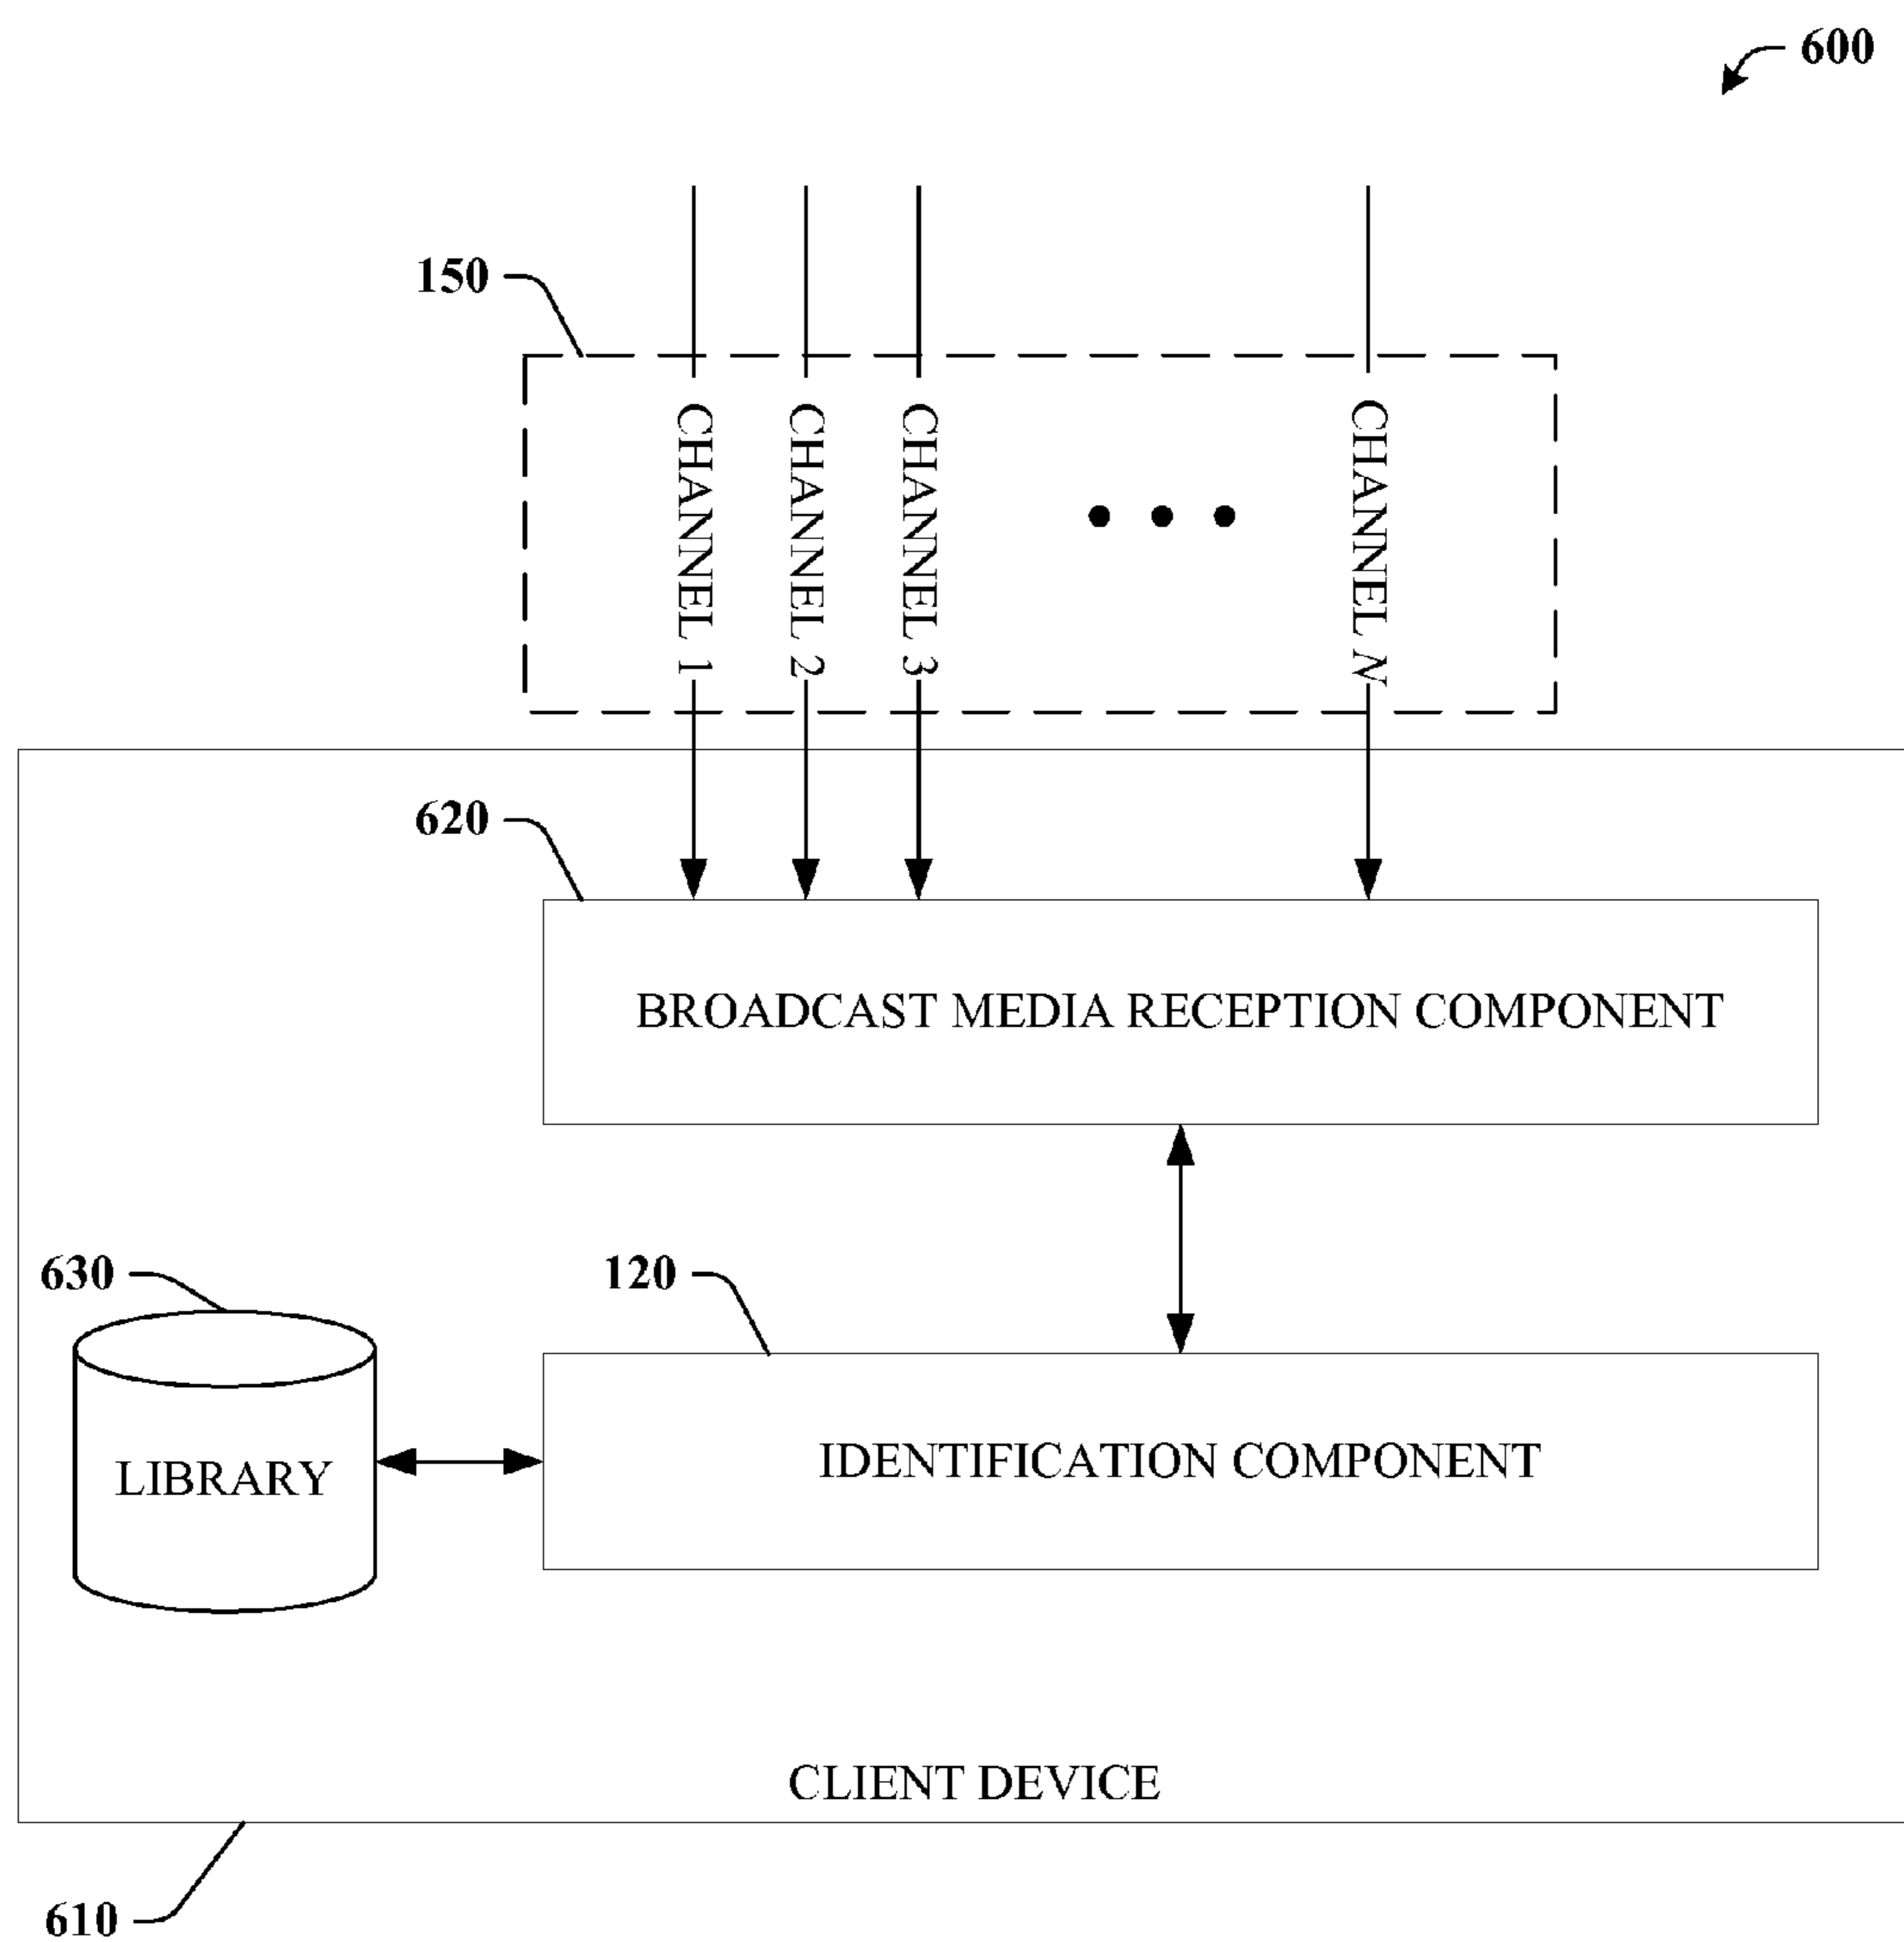 600
150
CHANNEL 1
CHANNEL 2
CHANNEL 3
CHANNEL N
620
BROADCAST MEDIA RECEPTION COMPONENT
630
120
LIBRARY
IDENTIFICATION COMPONENT
CLIENT DEVICE
610